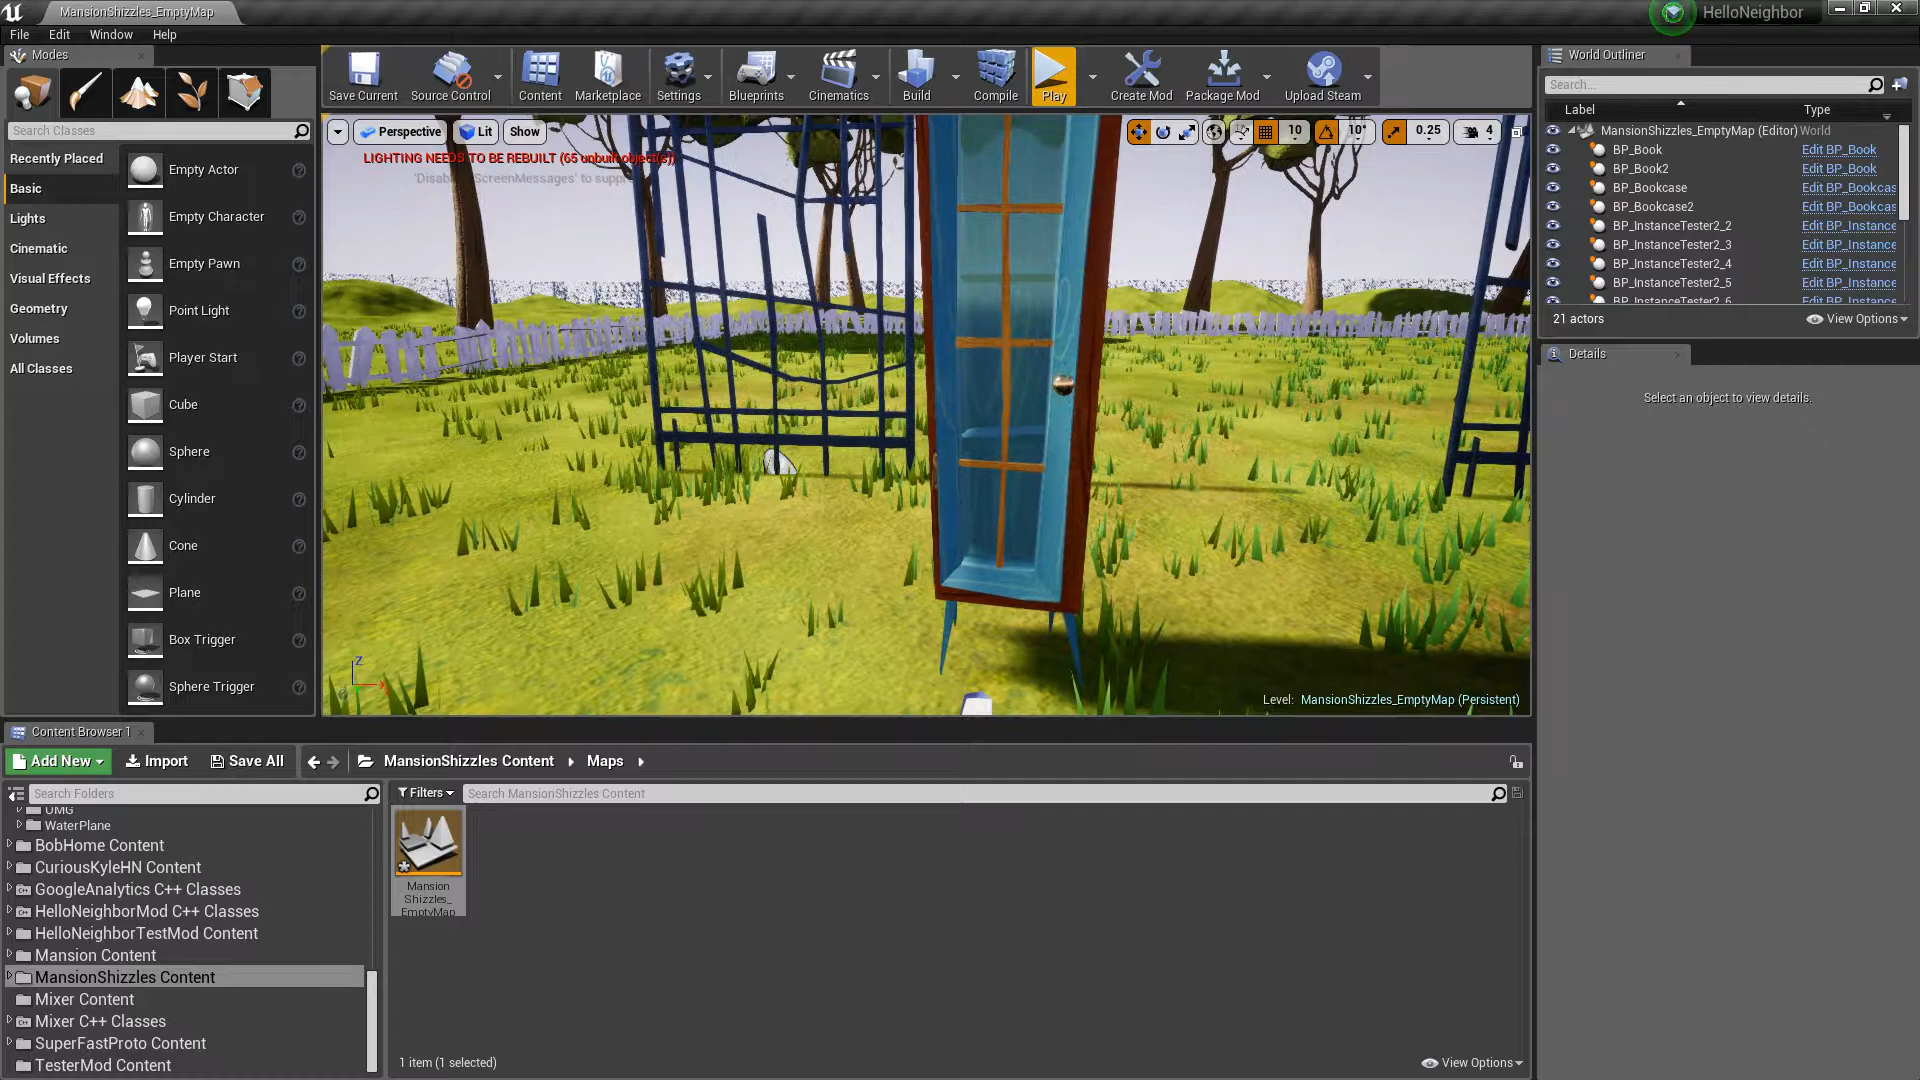 MansionShizzles_EmptyMap
HelloNeighbor
File Edit Window Help
Modes
Search Classes
Recently Placed
Basic
Lights
Cinematic
Visual Effects
Geometry
Volumes
All Classes
Empty Actor
Empty Character
Empty Pawn
Point Light
Player Start
Cube
Sphere
Cylinder
Cone
Plane
Box Trigger
Sphere Trigger
Save Current
Source Control
Content
Marketplace
Settings
Blueprints
Cinematics
Build
Compile
Play
Create Mod
Package Mod
Upload Steam
Perspective
Lit
Show
10
10°
0.25
4
LIGHTING NEEDS TO BE REBUILT (65 unbuilt object(s))
Level: MansionShizzles_EmptyMap (Persistent)
World Outliner
Search...
Label Type
MansionShizzles_EmptyMap (Editor) World
BP_Book Edit BP_Book
BP_Book2 Edit BP_Book
BP_Bookcase Edit BP_Bookcas
BP_Bookcase2 Edit BP_Bookcas
BP_InstanceTester2_2 Edit BP_Instance
BP_InstanceTester2_3 Edit BP_Instance
BP_InstanceTester2_4 Edit BP_Instance
BP_InstanceTester2_5 Edit BP_Instance
BP_InstanceTester2_6 Edit BP_Instance
21 actors
View Options
Details
Select an object to view details.
Content Browser 1
Add New
Import
Save All
MansionShizzles Content
Maps
Search Folders
Filters
Search MansionShizzles Content
UMG
WaterPlane
BobHome Content
CuriousKyleHN Content
GoogleAnalytics C++ Classes
HelloNeighborMod C++ Classes
HelloNeighborTestMod Content
Mansion Content
MansionShizzles Content
Mixer Content
Mixer C++ Classes
SuperFastProto Content
TesterMod Content
Mansion
Shizzles_
EmptyMap
1 item (1 selected)
View Options